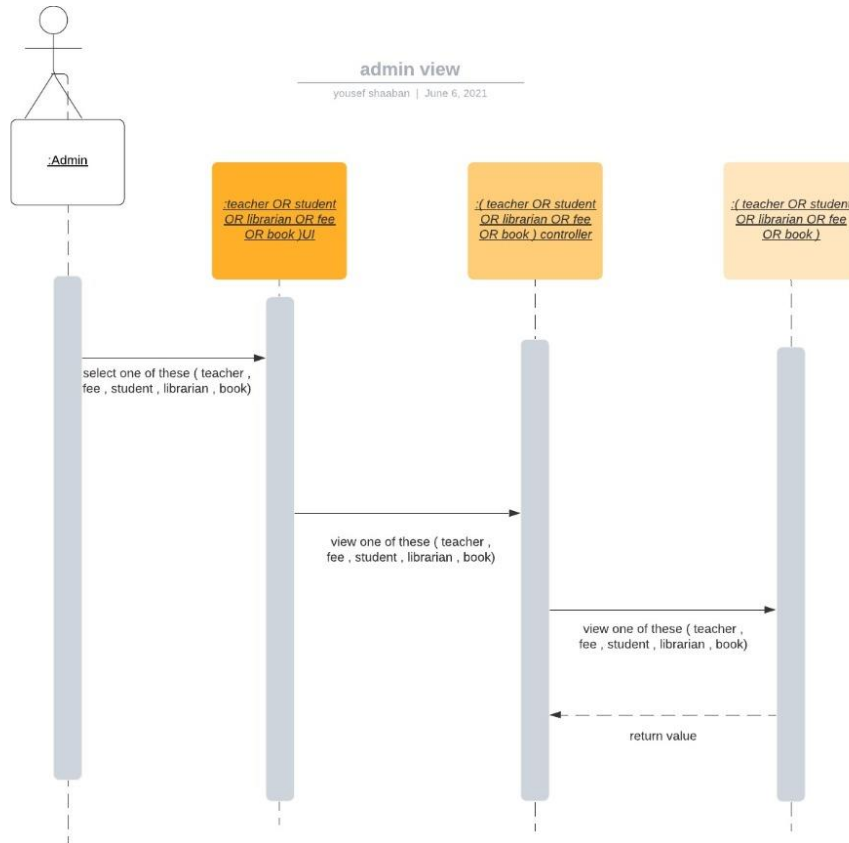 admin view
yousef shaaban | June 6, 2021
:Admin
:teacher OR student
OR librarian OR fee
OR book )UI
:( teacher OR student
OR librarian OR fee
OR book ) controller
:( teacher OR student
OR librarian OR fee
OR book )
select one of these ( teacher ,
fee , student , librarian , book)
view one of these ( teacher ,
fee , student , librarian , book)
view one of these ( teacher ,
fee , student , librarian , book)
return value